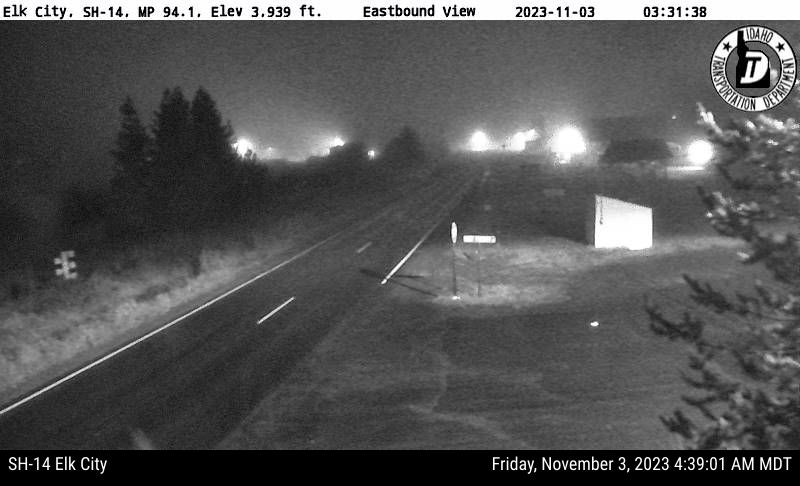 Elk City, SH-14, MP 94.1, Elev 3,939 ft. Eastbound View 2023-11-03 03:31:38
IDAHO
TRANSPORTATION DEPARTMENT
SH-14 Elk City Friday, November 3, 2023 4:39:01 AM MDT